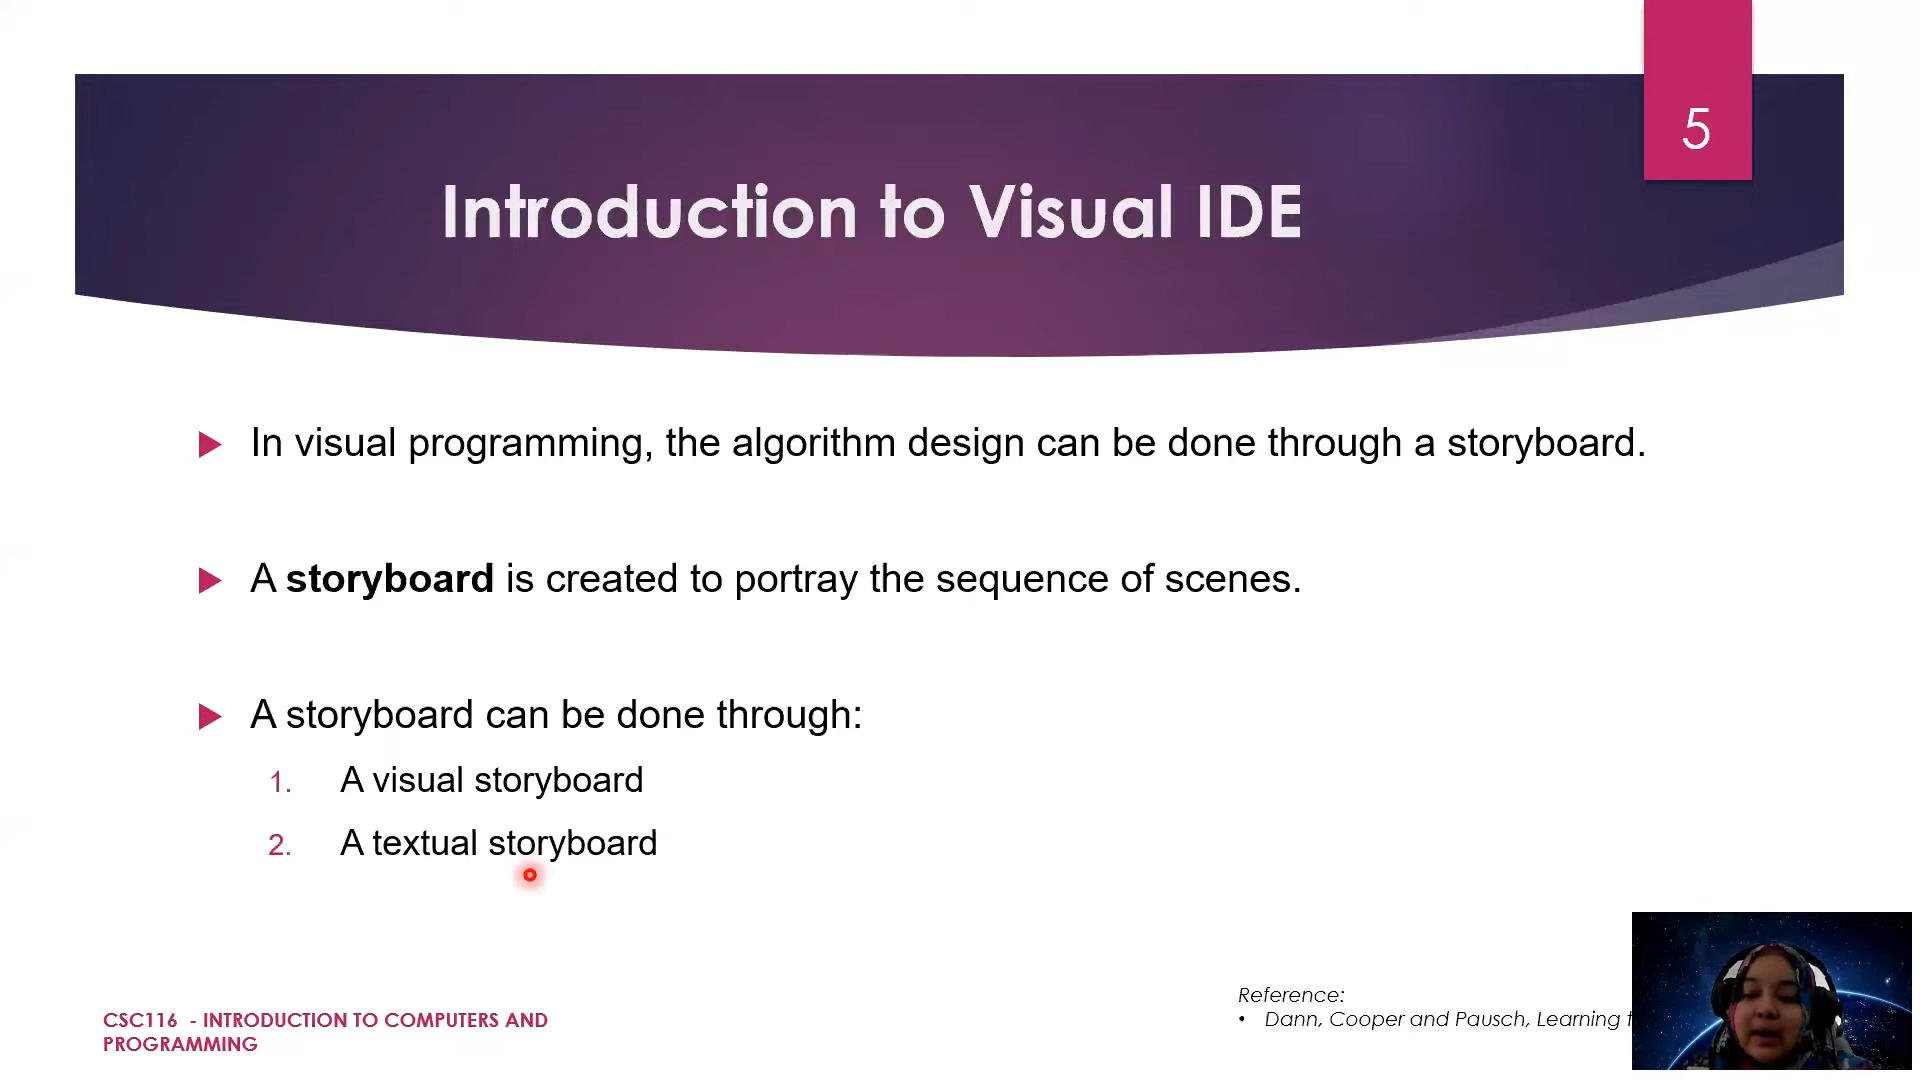 5
Introduction to Visual IDE
In visual programming, the algorithm design can be done through a storyboard.
A storyboard is created to portray the sequence of scenes.
A storyboard can be done through:
1. A visual storyboard
2. A textual storyboard
Reference:
• Dann, Cooper and Pausch, Learning
CSC116 - INTRODUCTION TO COMPUTERS AND
PROGRAMMING